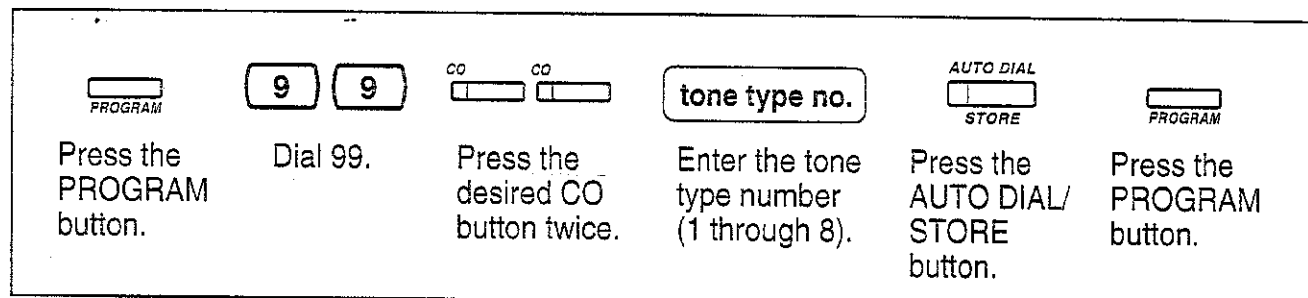 PROGRAM
Press the
PROGRAM
button.
9 9
Dial 99.
CO CO
Press the
desired CO
button twice.
tone type no.
Enter the tone
type number
(1 through 8).
AUTO DIAL
STORE
Press the
AUTO DIAL/
STORE
button.
PROGRAM
Press the
PROGRAM
button.